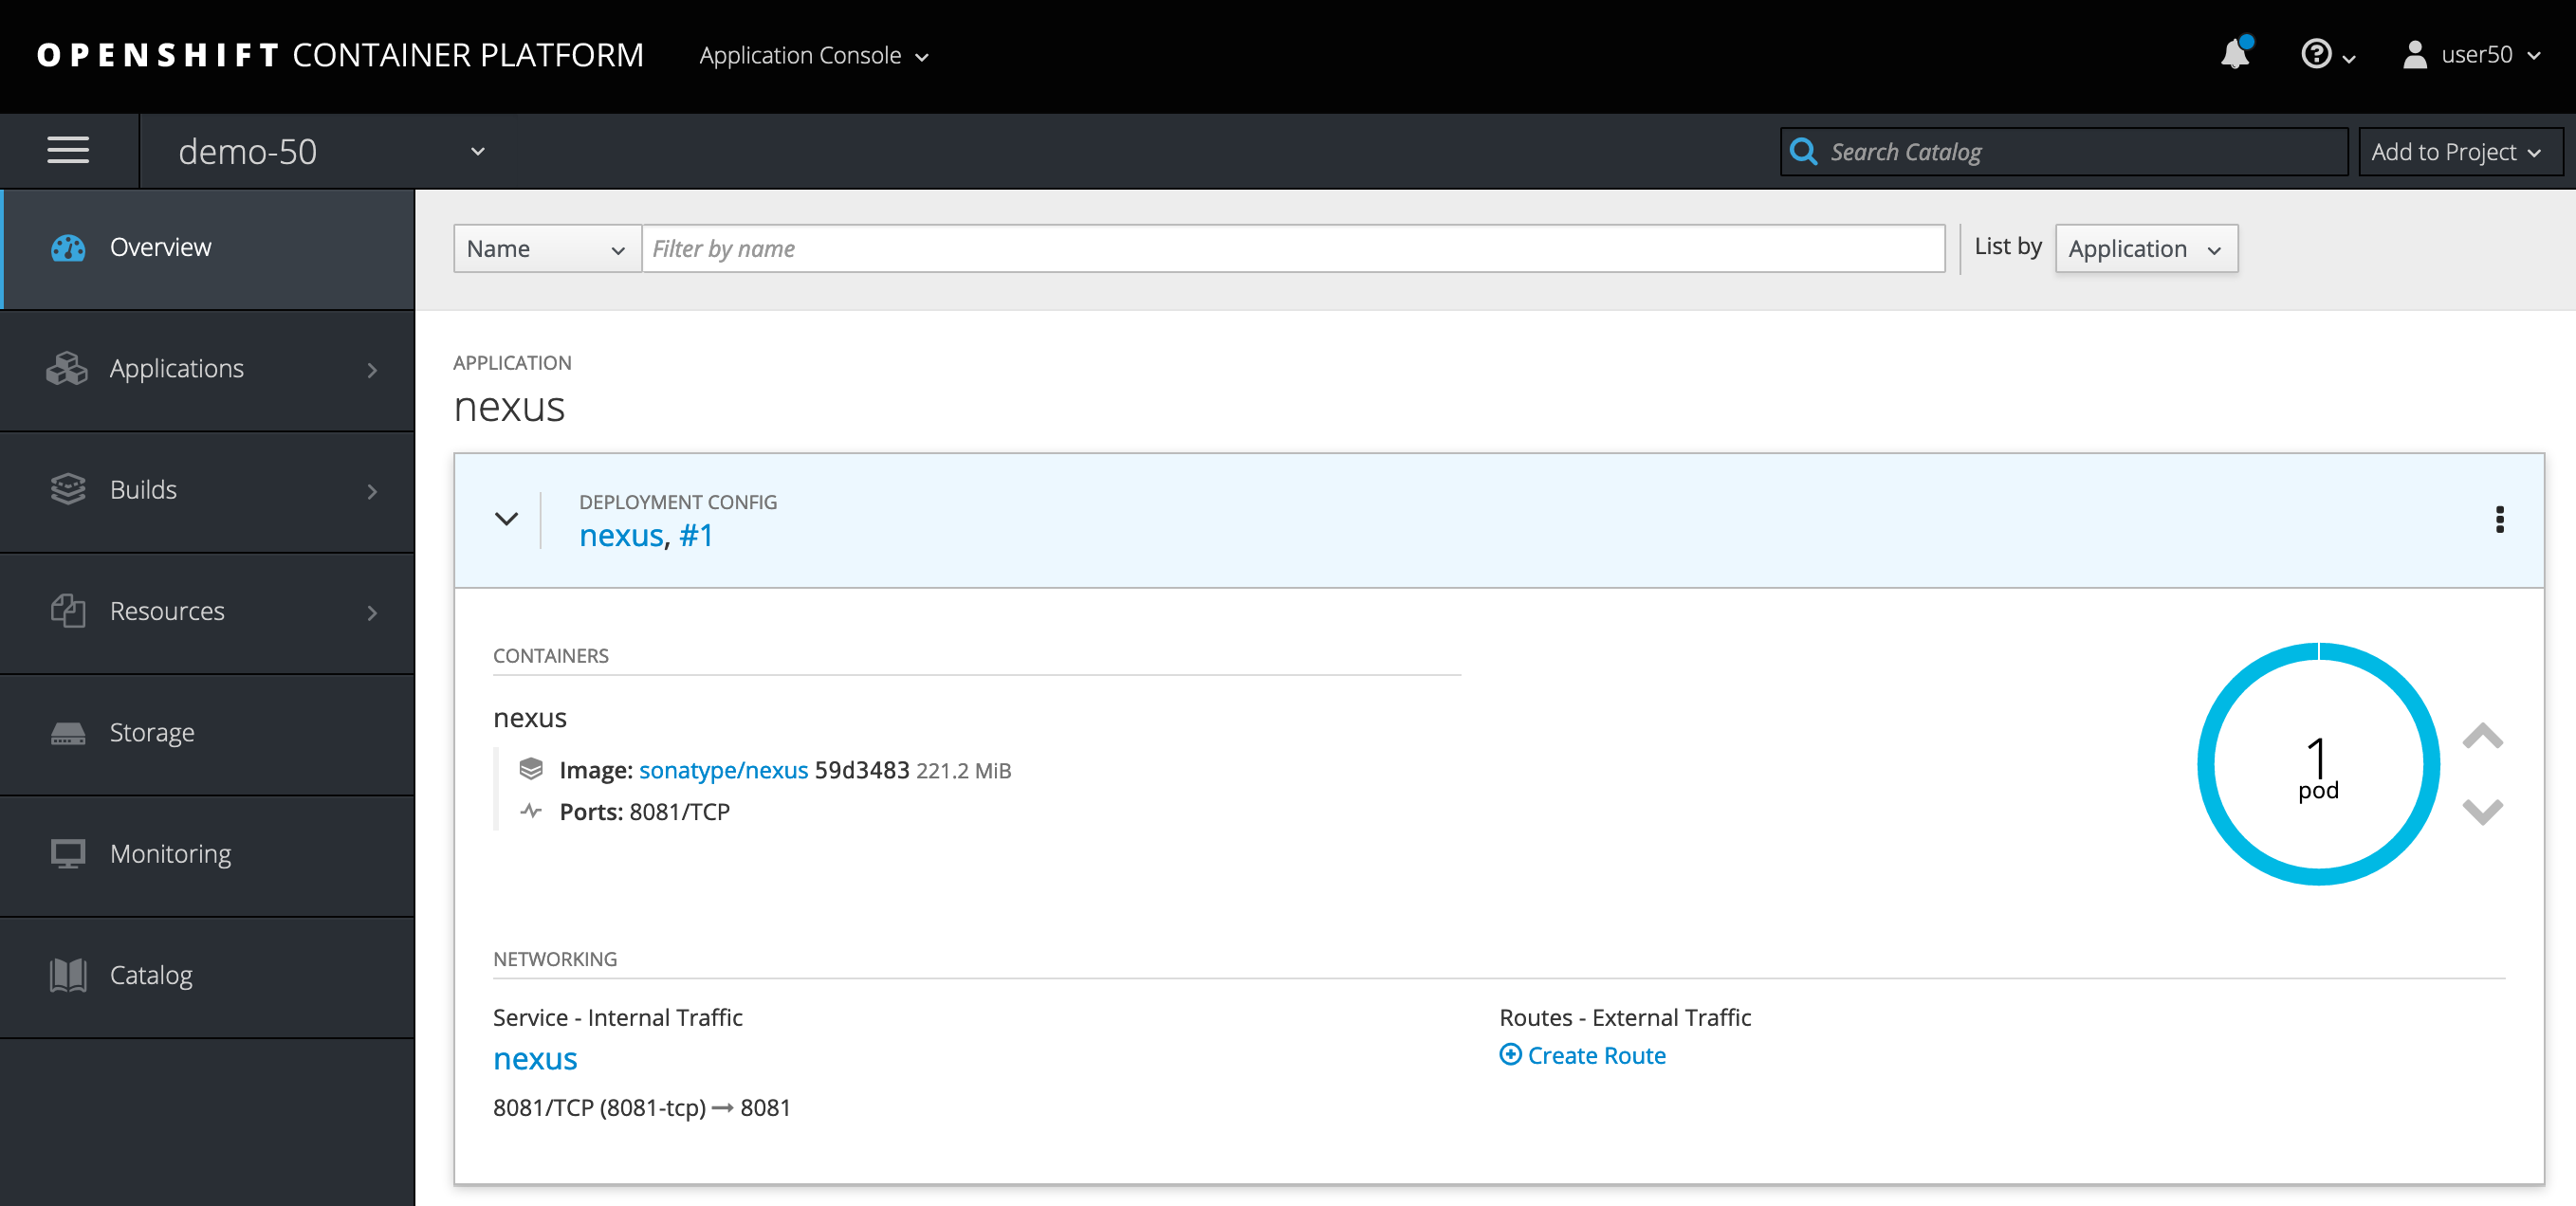 OPENSHIFT CONTAINER PLATFORM Application Console user50
demo-50 Search Catalog Add to Project
Overview
Applications
Builds
Resources
Storage
Monitoring
Catalog
Name Filter by name List by Application
APPLICATION
nexus
DEPLOYMENT CONFIG
nexus, #1
CONTAINERS
nexus
Image: sonatype/nexus 59d3483 221.2 MiB
Ports: 8081/TCP
1
pod
NETWORKING
Service - Internal Traffic
nexus
8081/TCP (8081-tcp) → 8081
Routes - External Traffic
Create Route